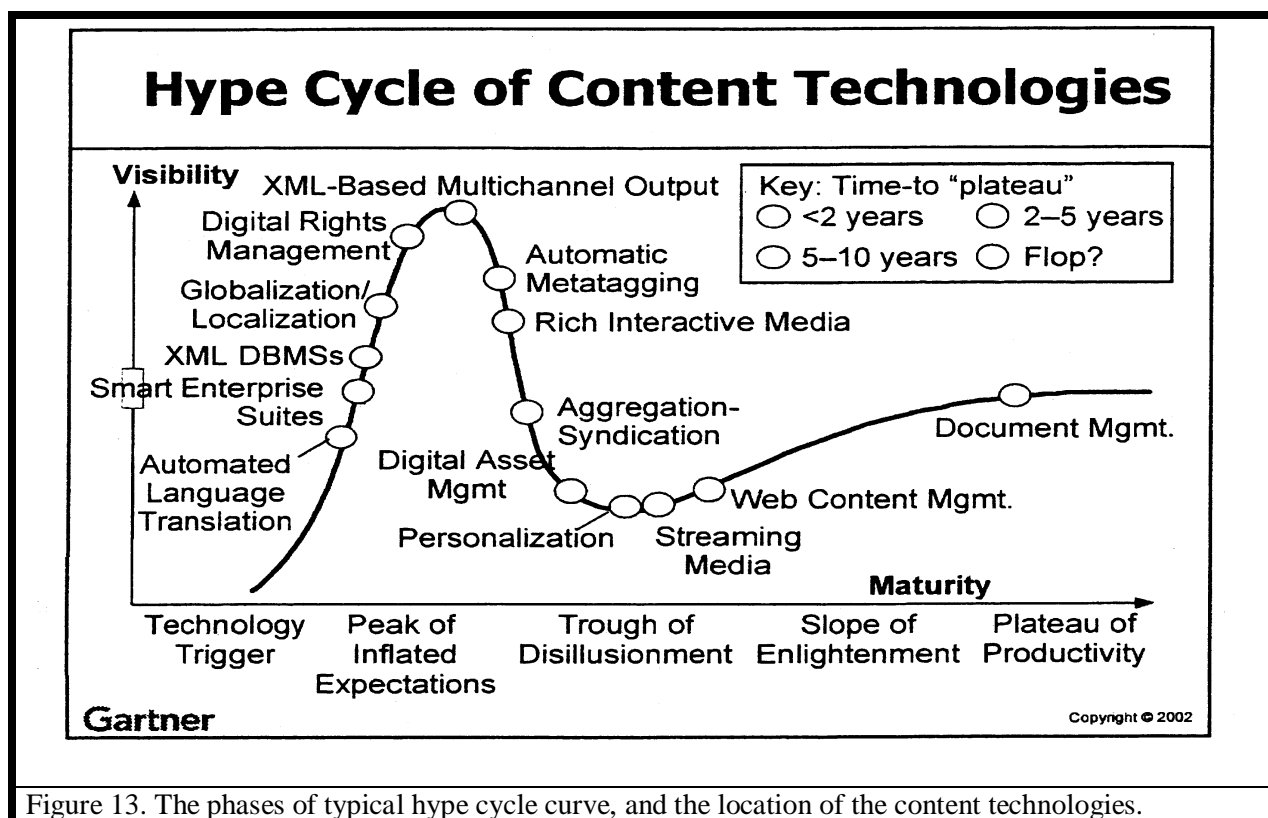 Hype Cycle of Content Technologies
Visibility
XML-Based Multichannel Output
Key: Time-to “plateau”
<2 years
2–5 years
5–10 years
Flop?
Digital Rights
Management
Automatic
Metatagging
Globalization/
Localization
Rich Interactive Media
XML DBMSs
Smart Enterprise
Suites
Aggregation-
Syndication
Document Mgmt.
Automated
Language
Translation
Digital Asset
Mgmt
Web Content Mgmt.
Personalization
Streaming
Media
Maturity
Technology
Trigger
Peak of
Inflated
Expectations
Trough of
Disillusionment
Slope of
Enlightenment
Plateau of
Productivity
Gartner
Copyright © 2002
Figure 13. The phases of typical hype cycle curve, and the location of the content technologies.